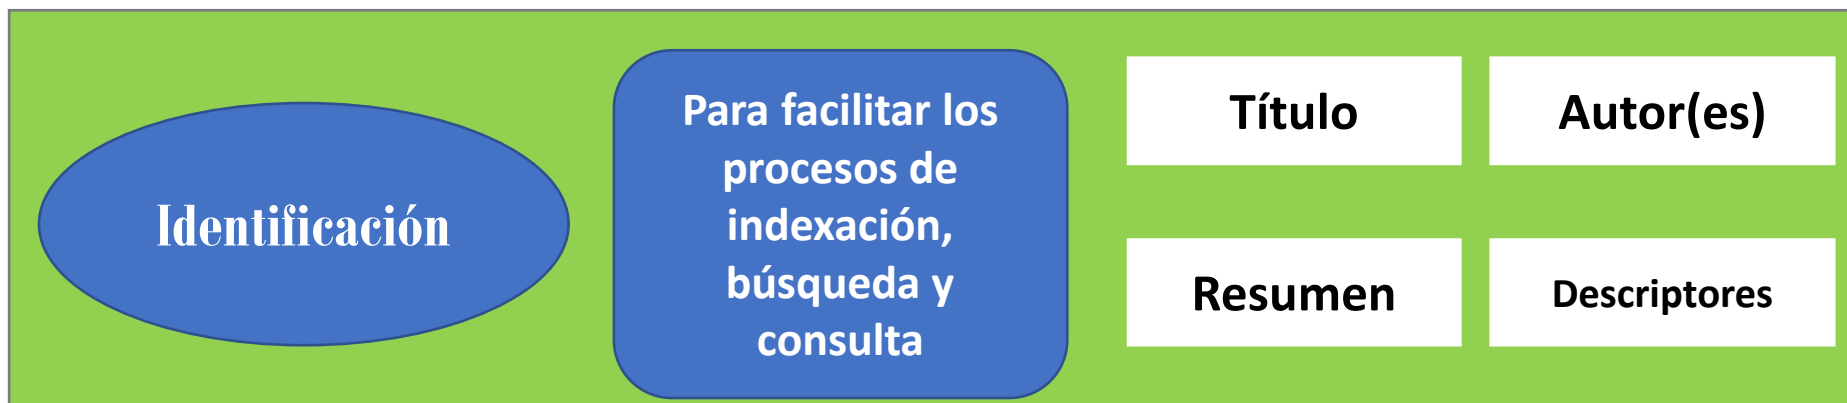 Identificación
Para facilitar los
procesos de
indexación,
búsqueda y
consulta
Título
Autor(es)
Resumen
Descriptores